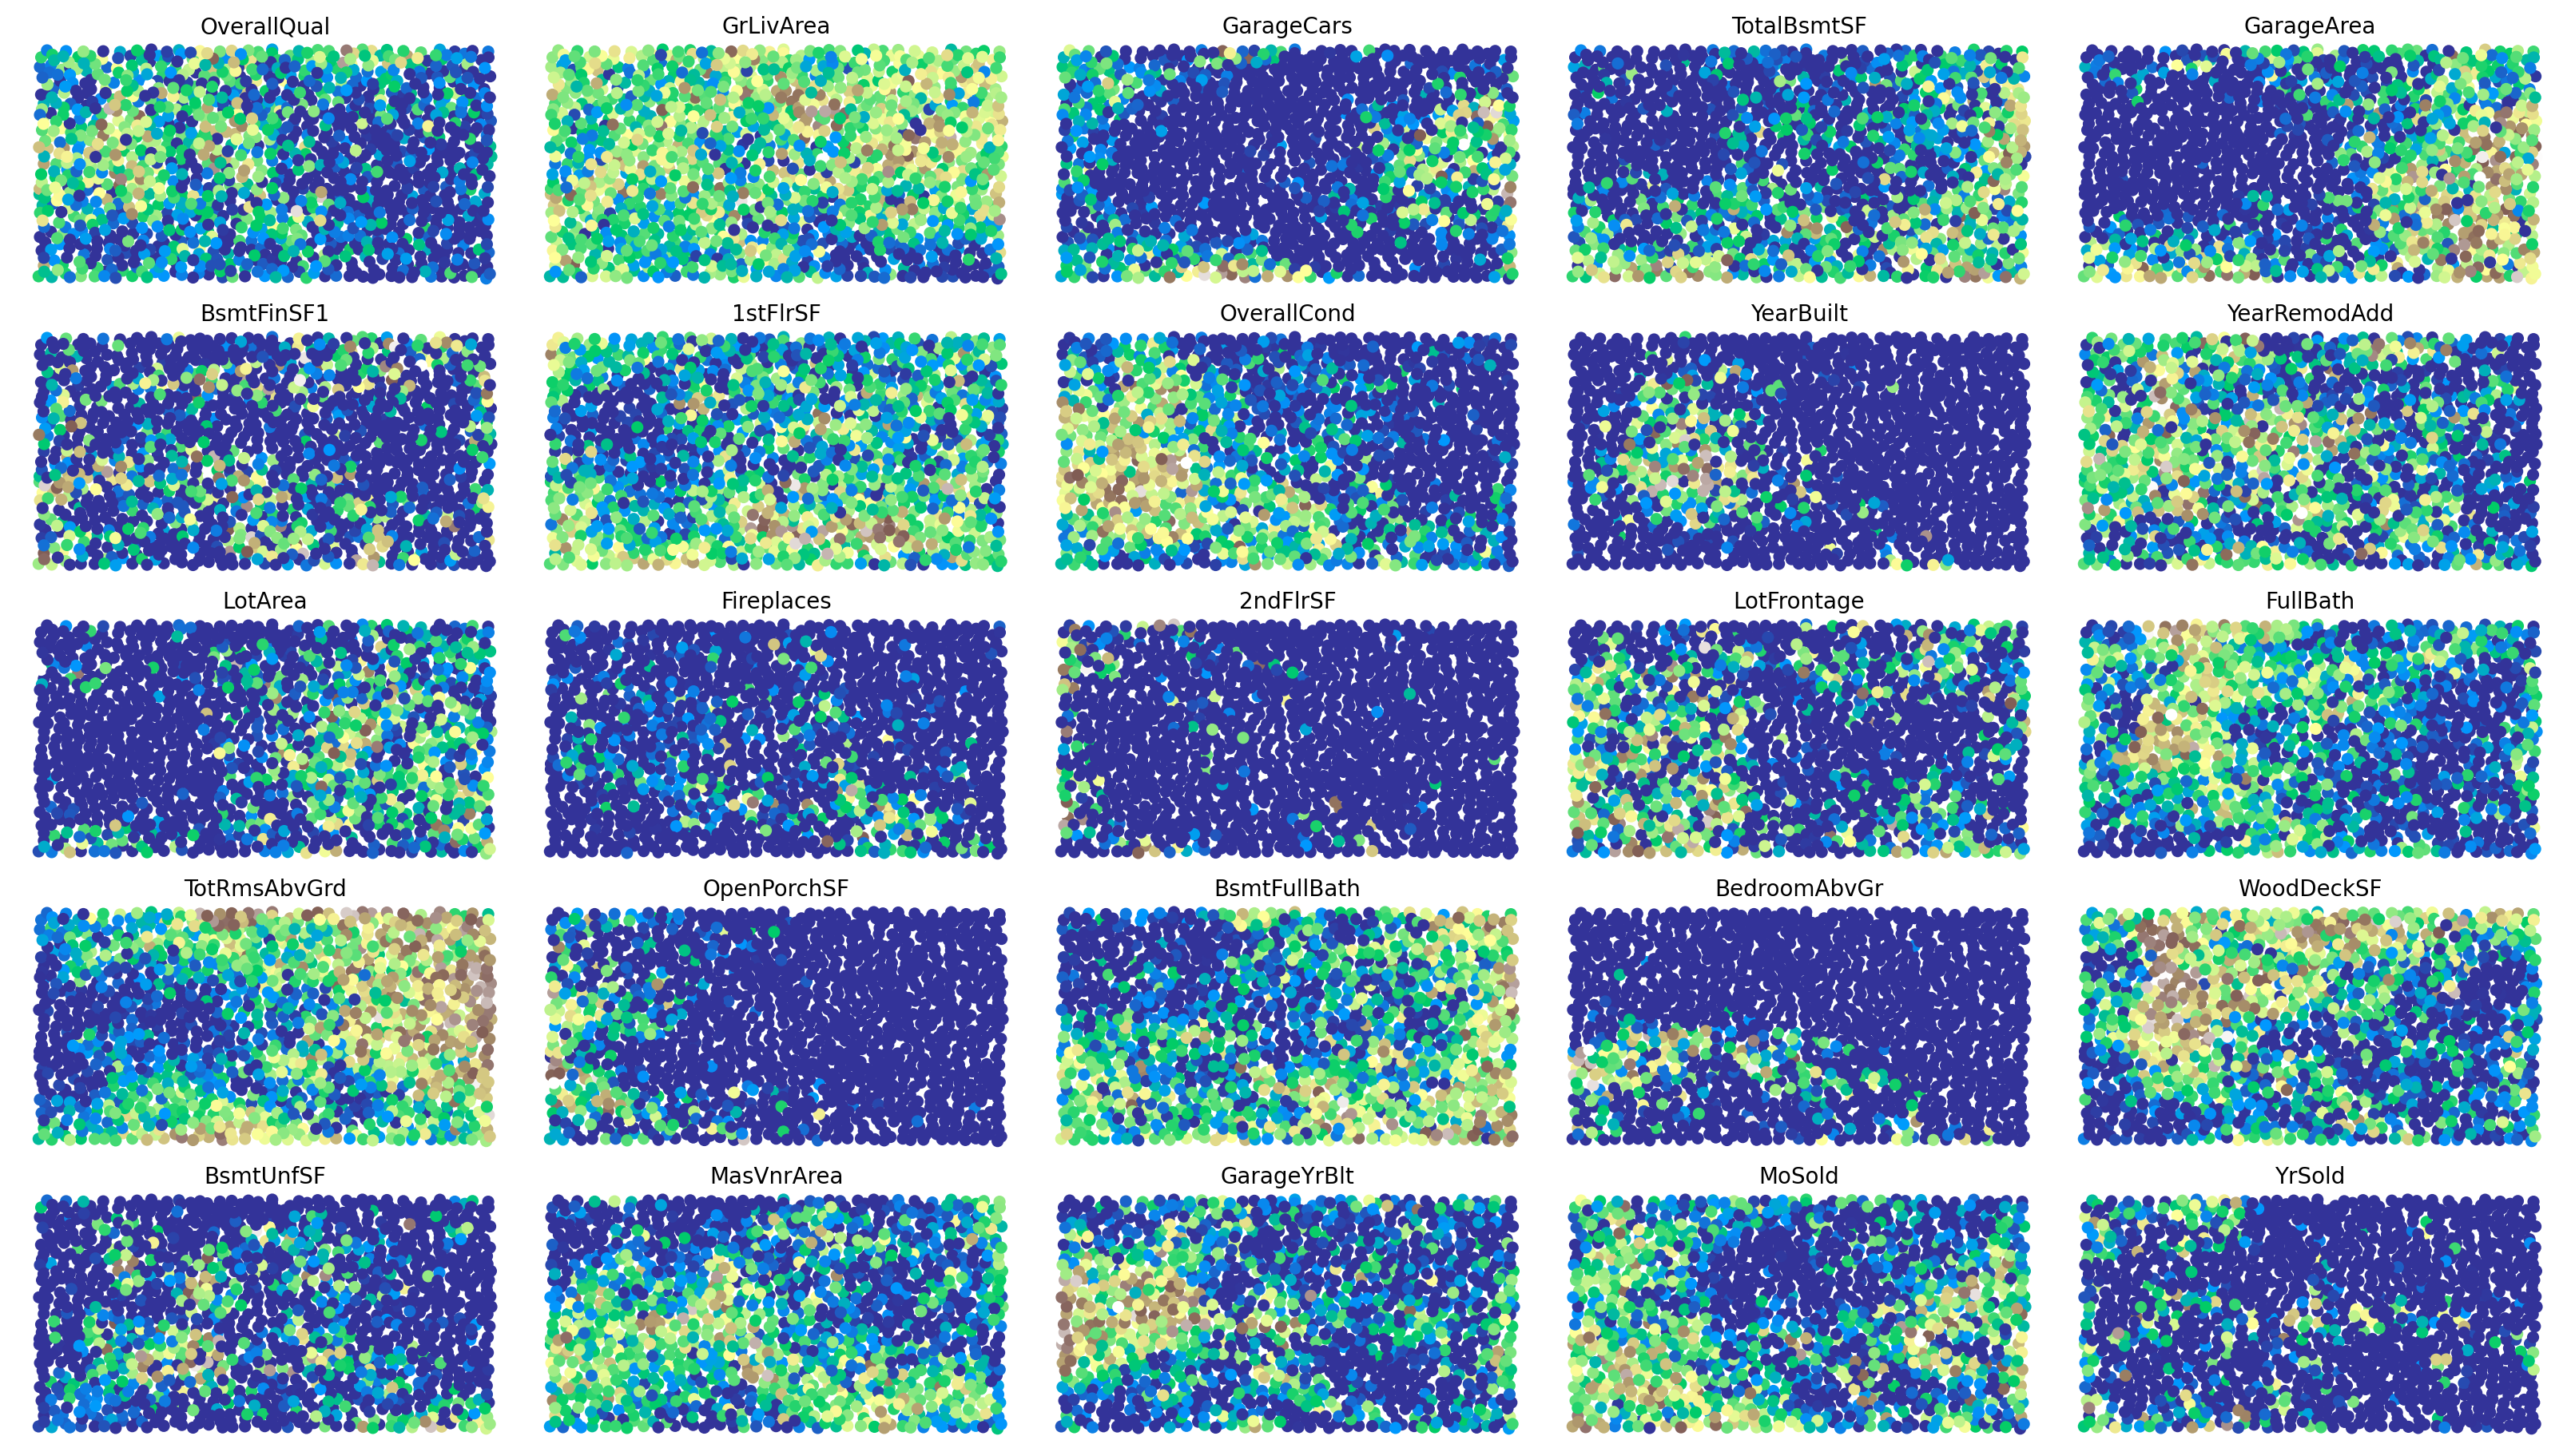 OverallQual
GrLivArea
GarageCars
TotalBsmtSF
GarageArea
BsmtFinSF1
1stFlrSF
OverallCond
YearBuilt
YearRemodAdd
LotArea
Fireplaces
2ndFlrSF
LotFrontage
FullBath
TotRmsAbvGrd
OpenPorchSF
BsmtFullBath
BedroomAbvGr
WoodDeckSF
BsmtUnfSF
MasVnrArea
GarageYrBlt
MoSold
YrSold